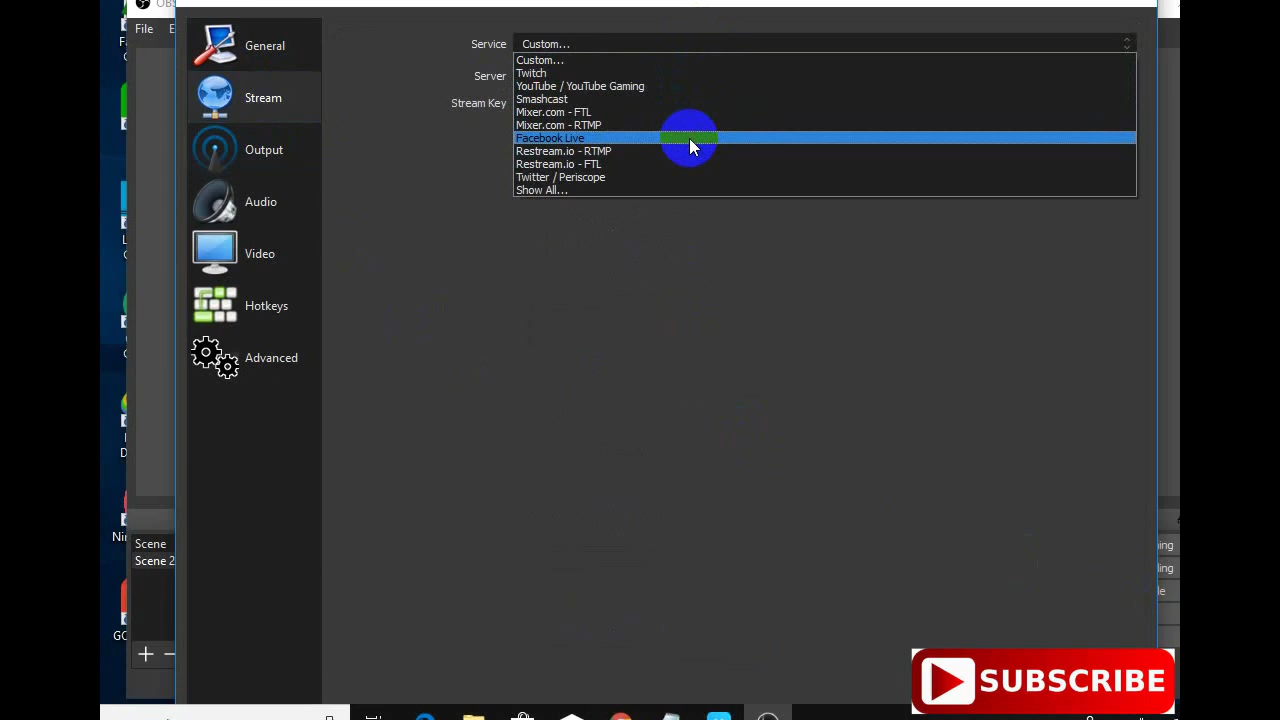 OBS
File
General
Stream
Output
Audio
Video
Hotkeys
Advanced
Service
Custom...
Server
Stream Key
Custom...
Twitch
YouTube / YouTube Gaming
Smashcast
Mixer.com - FTL
Mixer.com - RTMP
Facebook Live
Restream.io - RTMP
Restream.io - FTL
Twitter / Periscope
Show All...
Scene
Scene 2
SUBSCRIBE